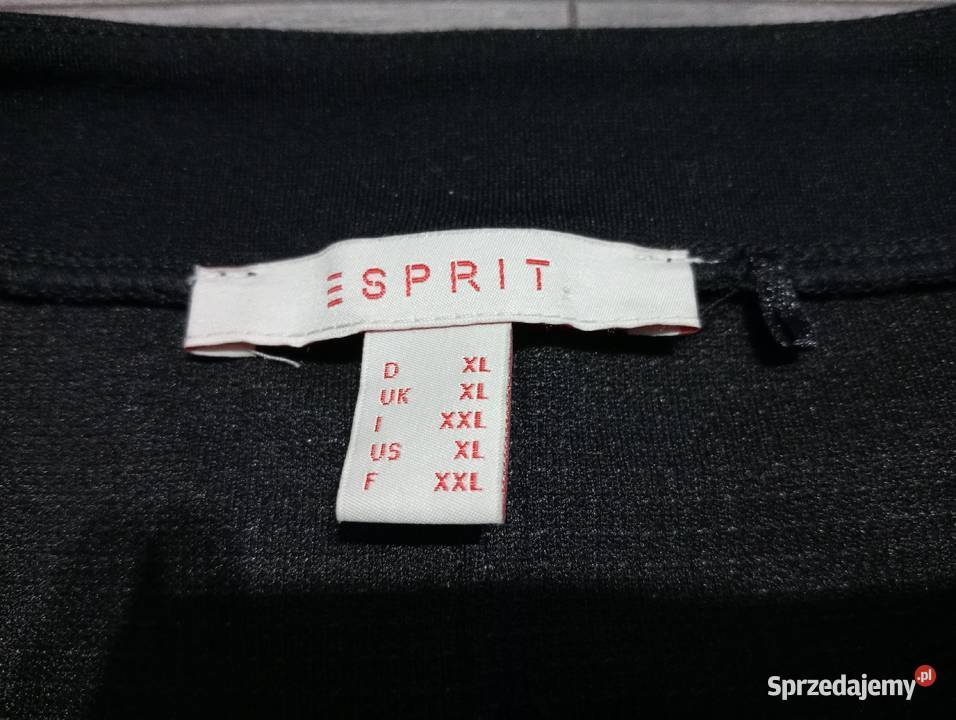 ESPRIT
D XL
UK XL
I XXL
US XL
F XXL
Sprzedajemy.pl